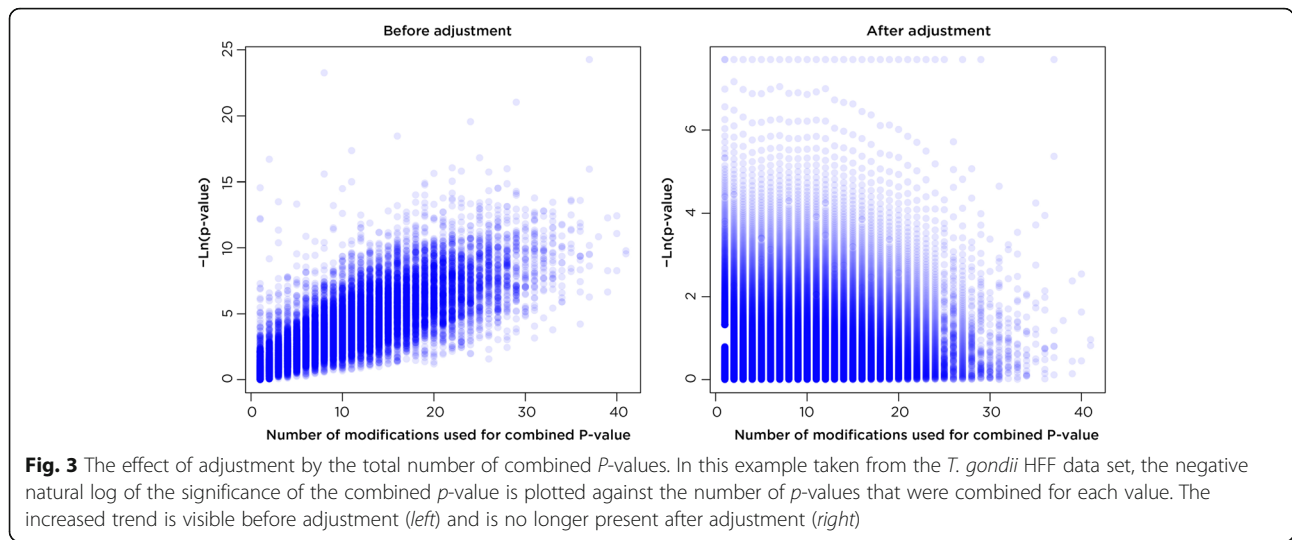 Before adjustment
After adjustment
25
20
15
10
5
0
−Ln(p-value)
0
10
20
30
40
Number of modifications used for combined P-value
6
4
2
0
−Ln(p-value)
0
10
20
30
40
Number of modifications used for combined P-value
Fig. 3 The effect of adjustment by the total number of combined P-values. In this example taken from the T. gondii HFF data set, the negative
natural log of the significance of the combined p-value is plotted against the number of p-values that were combined for each value. The
increased trend is visible before adjustment (left) and is no longer present after adjustment (right)